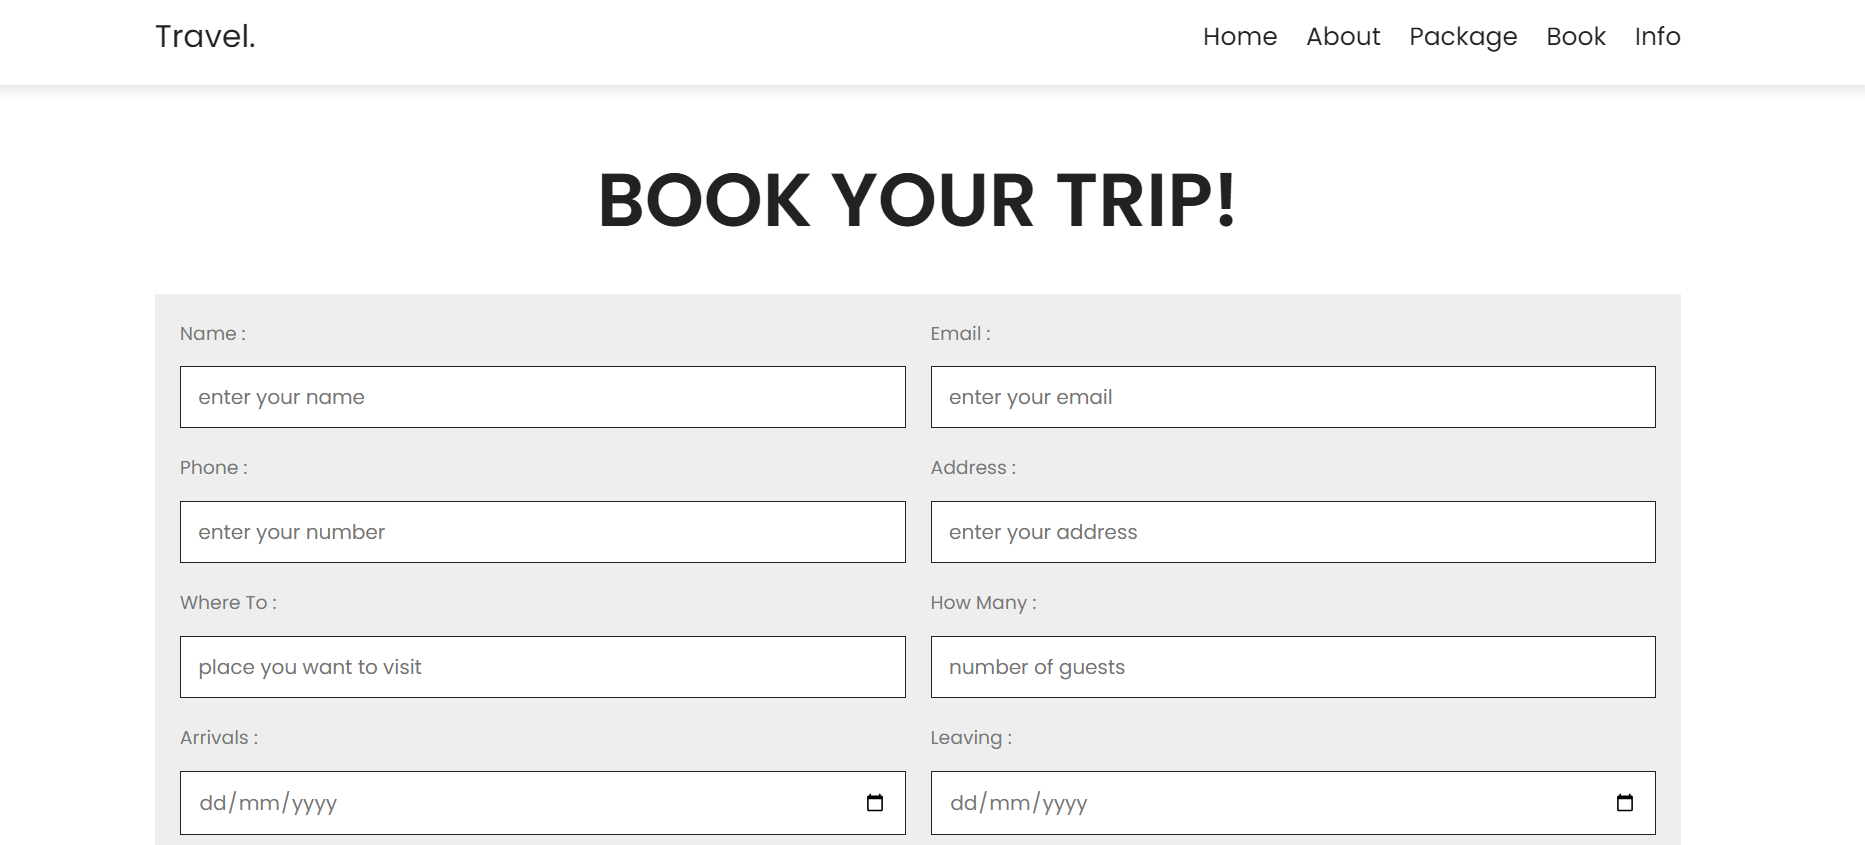 Travel.
Home About Package Book Info
BOOK YOUR TRIP!
Name : Email :
enter your name enter your email
Phone : Address :
enter your number enter your address
Where To : How Many :
place you want to visit number of guests
Arrivals : Leaving :
dd/mm/yyyy dd/mm/yyyy